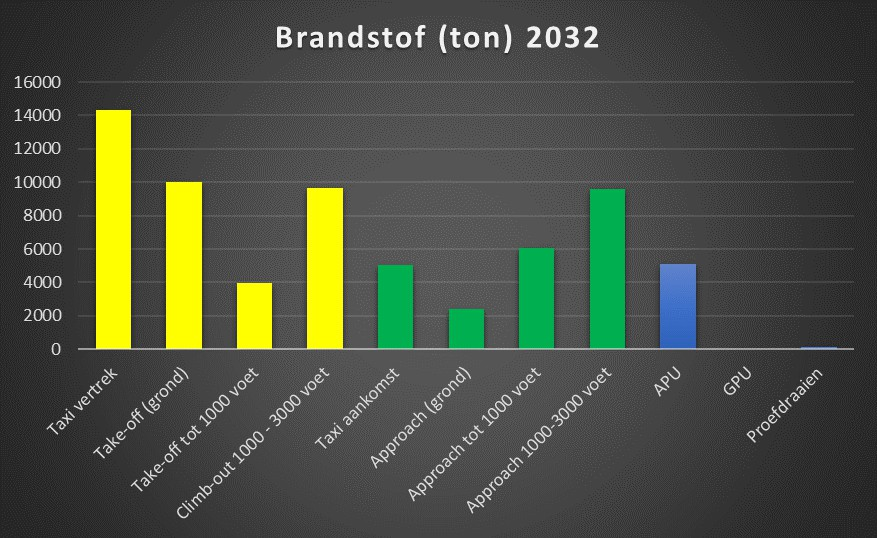 Brandstof (ton) 2032
16000
14000
12000
10000
8000
6000
4000
2000
0
Taxi vertrek
Take-off (grond)
Take-off tot 1000 voet
Climb-out 1000 - 3000 voet
Taxi aankomst
Approach (grond)
Approach tot 1000 voet
Approach 1000-3000 voet
APU
GPU
Proefdraaien